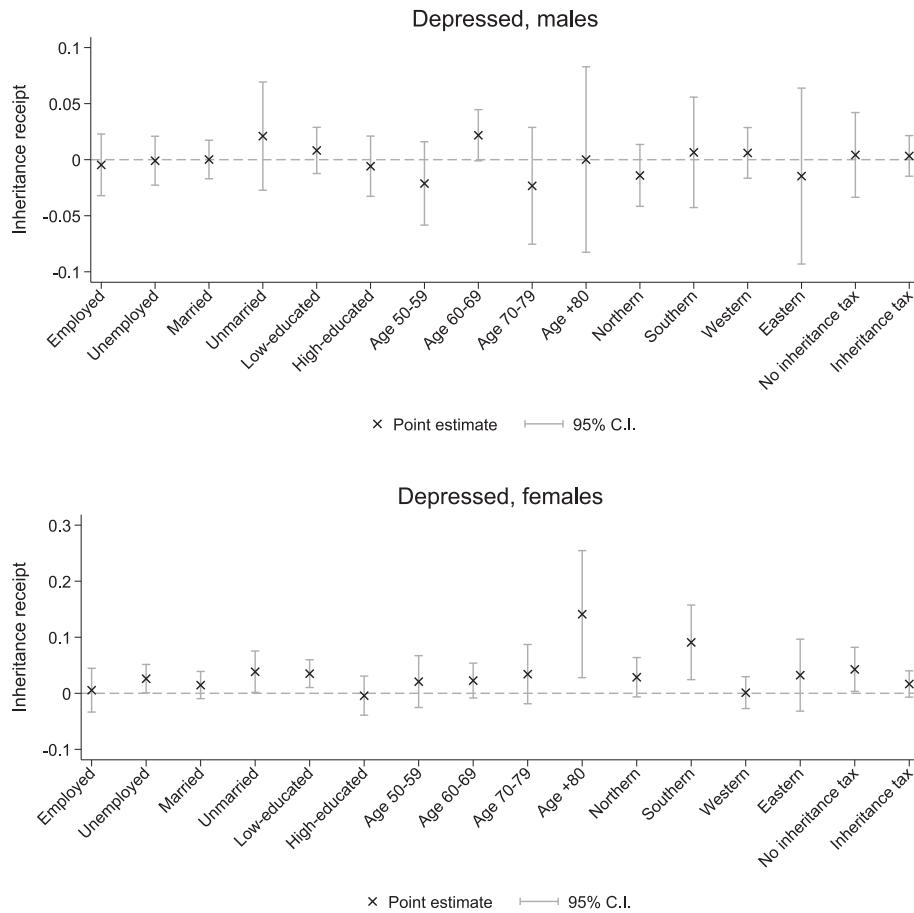 Depressed, males
Inheritance receipt
0.1
0.05
0
-0.05
-0.1
Employed
Unemployed
Married
Unmarried
Low-educated
High-educated
Age 50-59
Age 60-69
Age 70-79
Age +80
Northern
Southern
Western
Eastern
No inheritance tax
Inheritance tax
Point estimate 95% C.I.
Depressed, females
Inheritance receipt
0.3
0.2
0.1
0
-0.1
Employed
Unemployed
Married
Unmarried
Low-educated
High-educated
Age 50-59
Age 60-69
Age 70-79
Age +80
Northern
Southern
Western
Eastern
No inheritance tax
Inheritance tax
Point estimate 95% C.I.